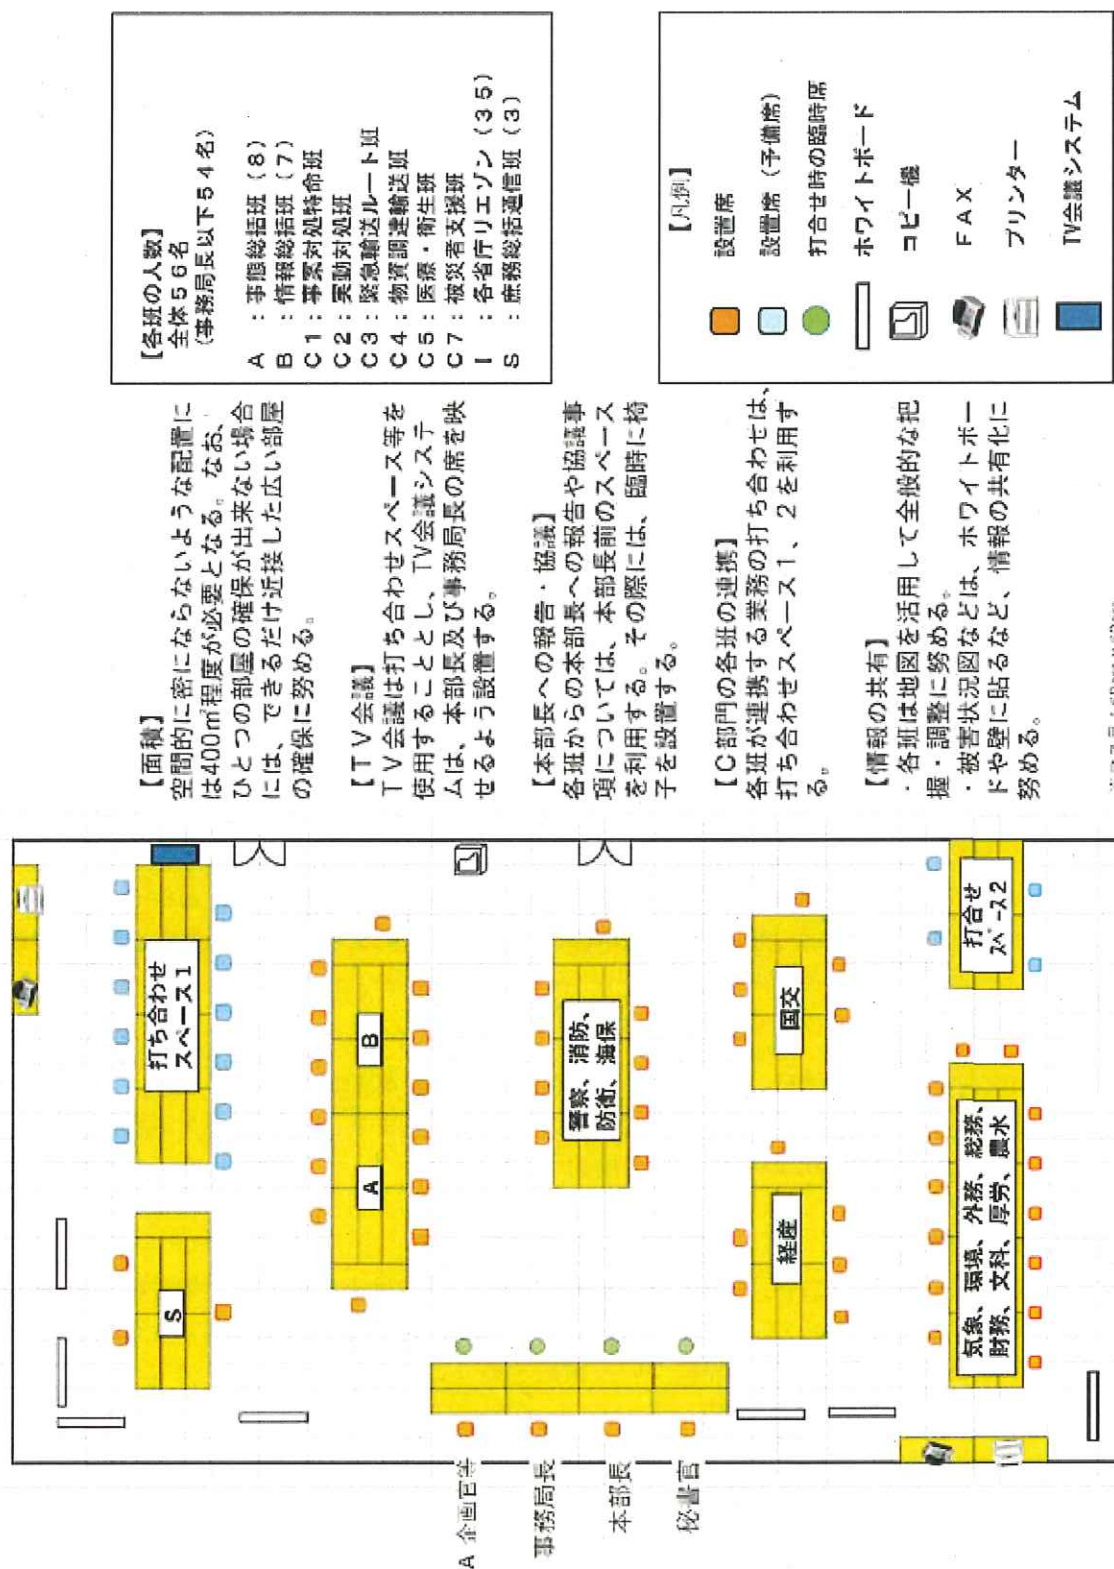 【各班の人数】
全体56名
(事務局長以下54名)
A : 事態総括班 (8)
B : 情報総括班 (7)
C1 : 事案対処特命班
C2 : 実動対処班
C3 : 緊急輸送ルート班
C4 : 物資調達輸送班
C5 : 医療・衛生班
C7 : 被災者支援班
I : 各省庁リエゾン (35)
S : 庶務総括通信班 (3)
【凡例】
設置席
設置席 (予備席)
打合せ時の臨時席
ホワイトボード
コピー機
FAX
プリンター
TV会議システム
【面積】
空間的に密にならないような配置に
は400㎡程度が必要となる。なお、
ひとつの部屋の確保が出来ない場合
には、できるだけ近接した広い部屋
の確保に努める。
【TV会議】
TV会議は打ち合わせスペース等を
使用することとし、TV会議システ
ムは、本部長及び事務局長の席を映
せるよう設置する。
【本部長への報告・協議】
各班からの本部長への報告や協議事
項については、本部長前のスペース
を利用する。その際には、臨時に椅
子を設置する。
【C部門の各班の連携】
各班が連携する業務の打ち合わせは、
打ち合わせスペース1、2を利用す
る。
【情報の共有】
・各班は地図を活用して全般的な把
握・調整に努める。
・被害状況図などは、ホワイトボー
ドや壁に貼るなど、情報の共有化に
努める。
S
打ち合わせ
スペース1
A
B
警察、消防、
防衛、海保
経産
国交
気象、環境、外務、総務、
財務、文科、厚労、農水
打合せ
スペース2
A 企画官等
事務局長
本部長
秘書官